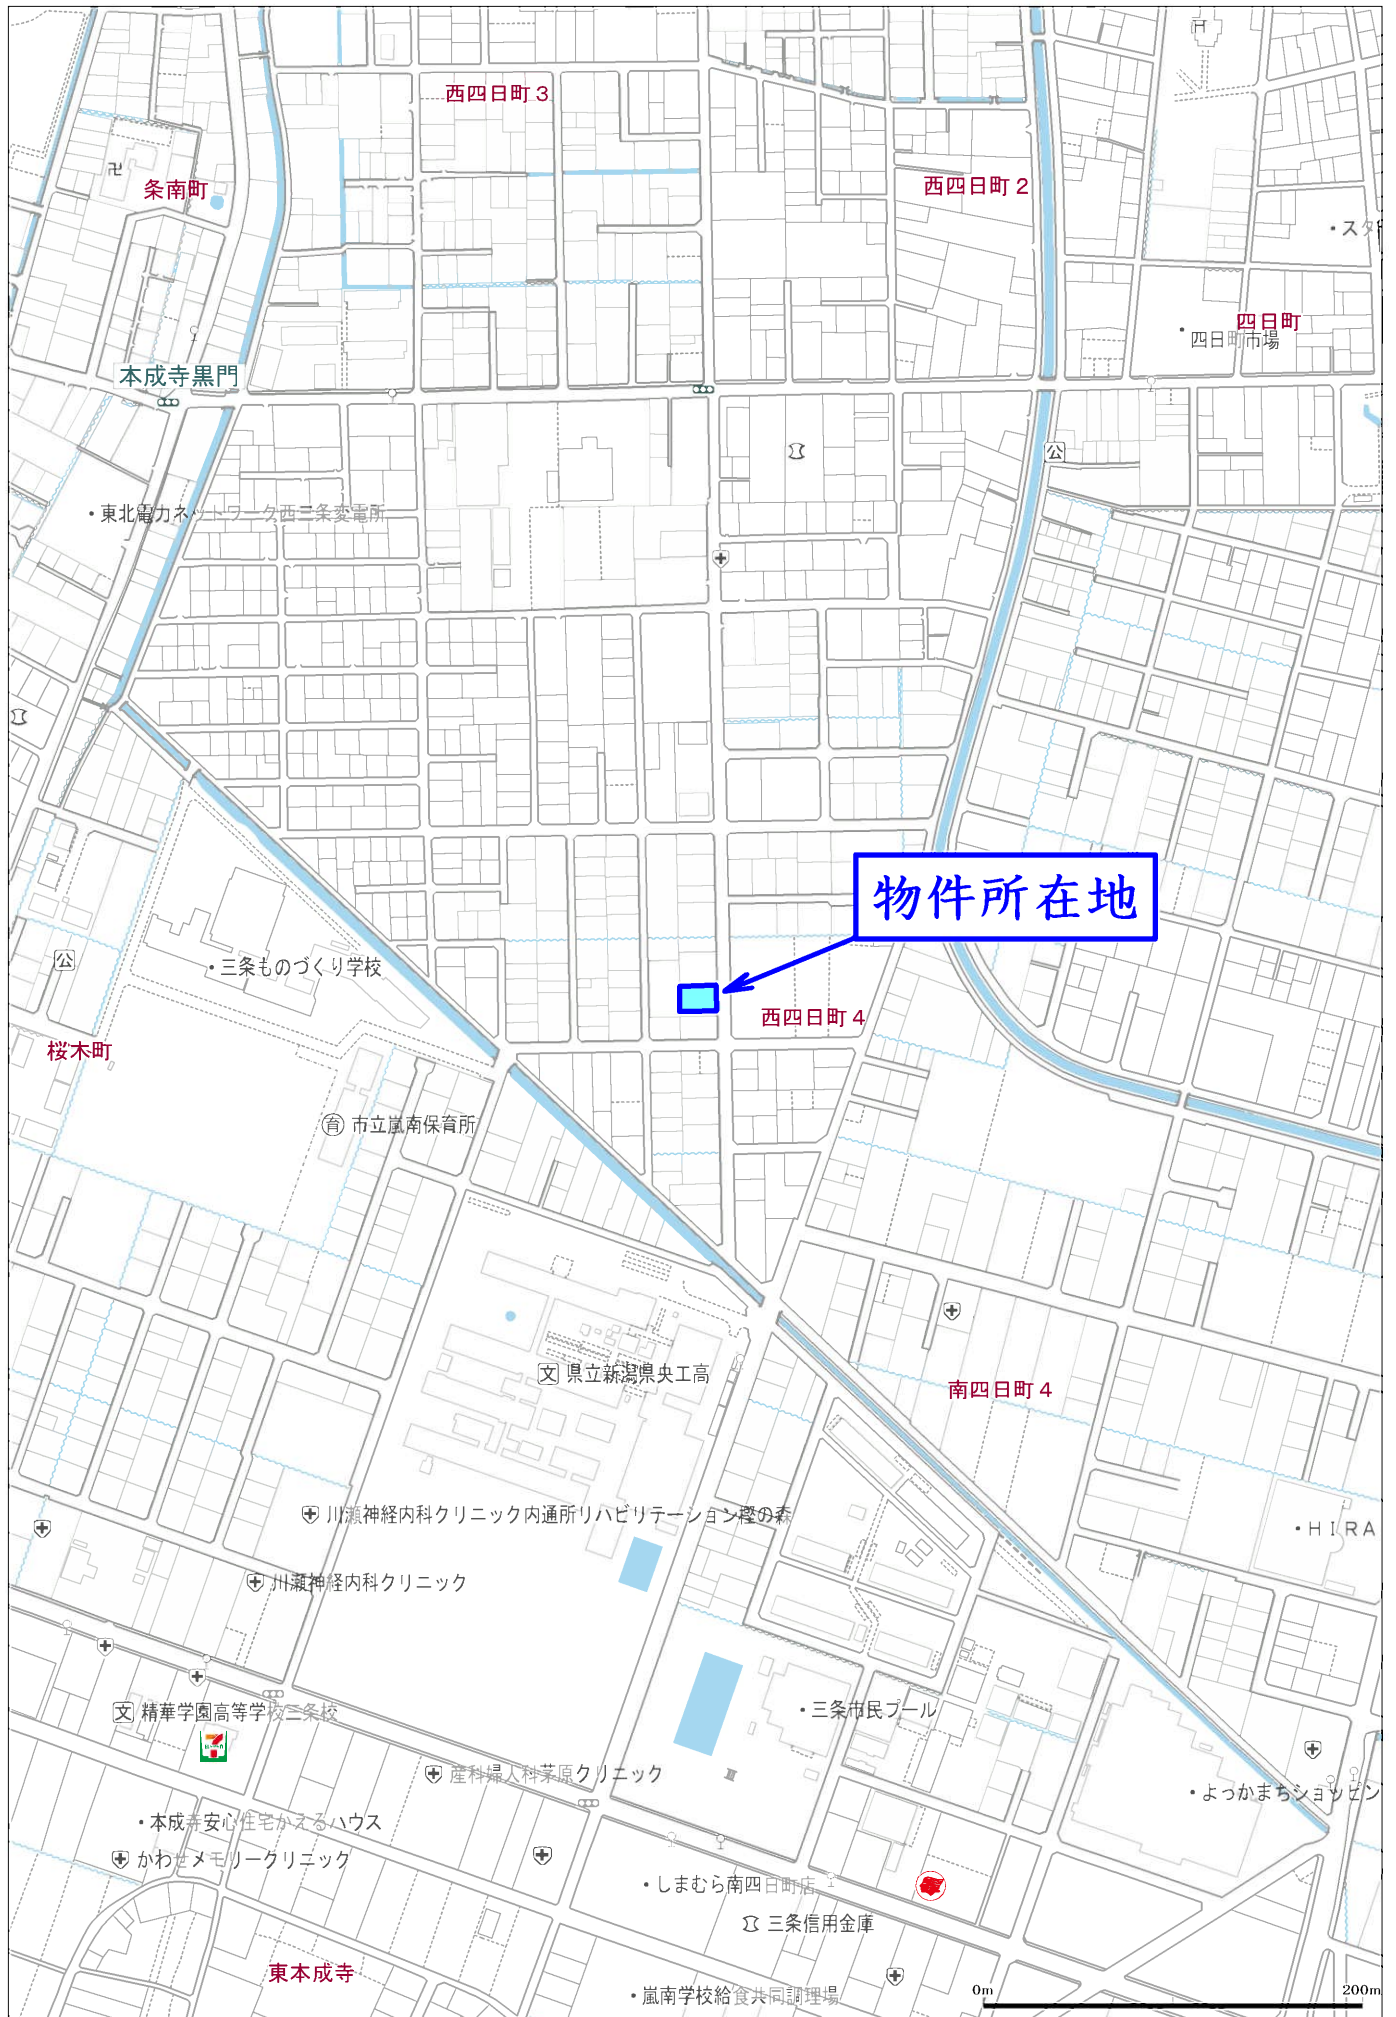 西四日町3
条南町
西四日町2
・スタ
四日町
・四日町市場
本成寺黒門
公
・東北電力ネットワーク西三条変電所
物件所在地
公
・三条ものづくり学校
西四日町4
桜木町
育 市立嵐南保育所
文 県立新潟県央工高
南四日町4
川瀬神経内科クリニック内通所リハビリテーション樫の森
・HIRA
川瀬神経内科クリニック
文 精華学園高等学校三条校
・三条市民プール
産科婦人科茅原クリニック
・よっかまちショッピン
・本成寺安心住宅かえるハウス
かわせメモリークリニック
・しまむら南四日町店
三条信用金庫
東本成寺
・嵐南学校給食共同調理場
0m 200m